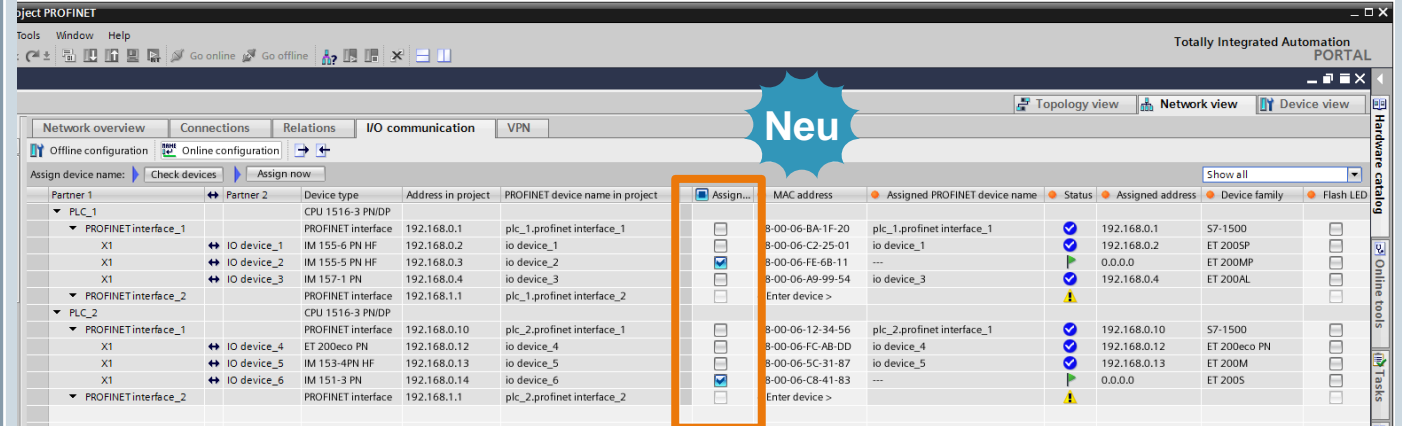 oject PROFINET
Tools Window Help
Totally Integrated Automation
PORTAL
Go online Go offline
Neu
Topology view Network view Device view
Network overview Connections Relations I/O communication VPN
Offline configuration Online configuration
Assign device name: Check devices Assign now
Show all
Partner 1 Partner 2 Device type Address in project PROFINET device name in project Assign... MAC address Assigned PROFINET device name Status Assigned address Device family Flash LED
PLC_1 CPU 1516-3 PN/DP
PROFINET interface_1 PROFINET interface 192.168.0.1 plc_1.profinet interface_1 8-00-06-BA-1F-20 plc_1.profinet interface_1 192.168.0.1 S7-1500
X1 IO device_1 IM 155-6 PN HF 192.168.0.2 io device_1 8-00-06-C2-25-01 io device_1 192.168.0.2 ET 200SP
X1 IO device_2 IM 155-5 PN HF 192.168.0.3 io device_2 8-00-06-FE-6B-11 --- 0.0.0.0 ET 200MP
X1 IO device_3 IM 157-1 PN 192.168.0.4 io device_3 8-00-06-A9-99-54 io device_3 192.168.0.4 ET 200AL
PROFINET interface_2 PROFINET interface 192.168.1.1 plc_1.profinet interface_2 Enter device >
PLC_2 CPU 1516-3 PN/DP
PROFINET interface_1 PROFINET interface 192.168.0.10 plc_2.profinet interface_1 8-00-06-12-34-56 plc_2.profinet interface_1 192.168.0.10 S7-1500
X1 IO device_4 ET 200eco PN 192.168.0.12 io device_4 8-00-06-FC-AB-DD io device_4 192.168.0.12 ET 200eco PN
X1 IO device_5 IM 153-4PN HF 192.168.0.13 io device_5 8-00-06-5C-31-87 io device_5 192.168.0.13 ET 200M
X1 IO device_6 IM 151-3 PN 192.168.0.14 io device_6 8-00-06-C8-41-83 --- 0.0.0.0 ET 200S
PROFINET interface_2 PROFINET interface 192.168.1.1 plc_2.profinet interface_2 Enter device >
Hardware catalog
Online tools
Tasks